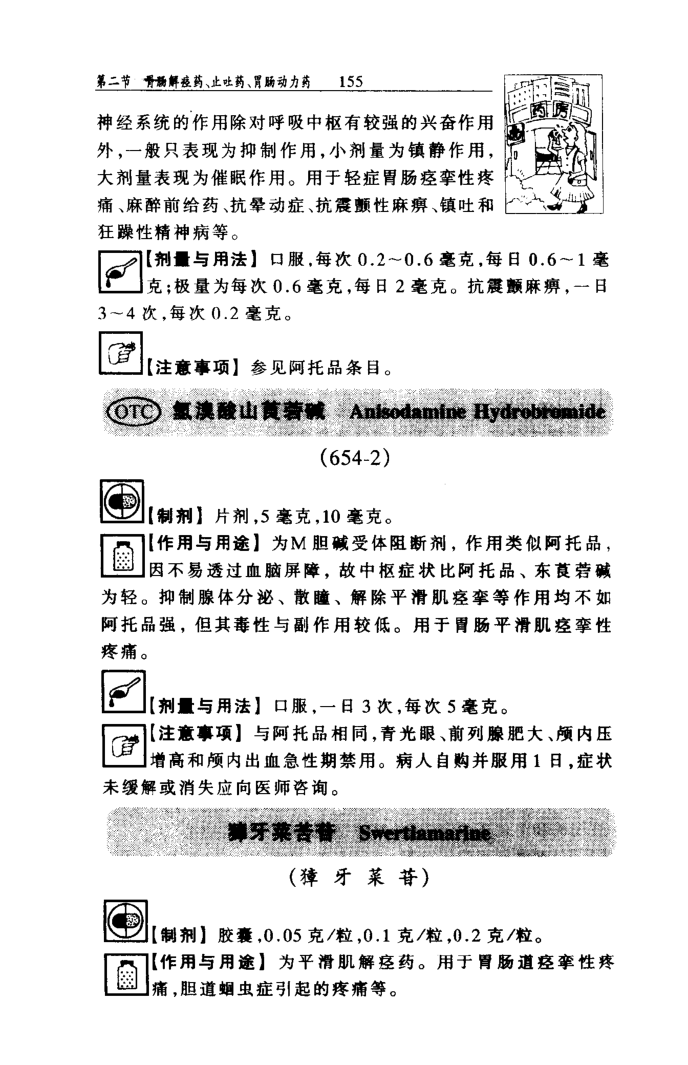 第二节 胃肠解痉药、止吐药、胃肠动力药 155
药房
神经系统的作用除对呼吸中枢有较强的兴奋作用
外,一般只表现为抑制作用,小剂量为镇静作用,
大剂量表现为催眠作用。用于轻症胃肠痉挛性疼
痛、麻醉前给药、抗晕动症、抗震颤性麻痹、镇吐和
狂躁性精神病等。
【剂量与用法】口服,每次 0.2~0.6 毫克,每日 0.6~1 毫
克;极量为每次 0.6 毫克,每日 2 毫克。抗震颤麻痹,一日
3~4 次,每次 0.2 毫克。
【注意事项】参见阿托品条目。
OTC 氢溴酸山莨菪碱 Anisodamine Hydrobromide
(654-2)
【制剂】片剂,5 毫克,10 毫克。
【作用与用途】为M胆碱受体阻断剂,作用类似阿托品,
因不易透过血脑屏障,故中枢症状比阿托品、东莨菪碱
为轻。抑制腺体分泌、散瞳、解除平滑肌痉挛等作用均不如
阿托品强,但其毒性与副作用较低。用于胃肠平滑肌痉挛性
疼痛。
【剂量与用法】口服,一日 3 次,每次 5 毫克。
【注意事项】与阿托品相同,青光眼、前列腺肥大、颅内压
增高和颅内出血急性期禁用。病人自购并服用 1 日,症状
未缓解或消失应向医师咨询。
獐牙菜苦苷 Swertiamarine
(獐牙菜苷)
【制剂】胶囊,0.05 克/粒,0.1 克/粒,0.2 克/粒。
【作用与用途】为平滑肌解痉药。用于胃肠道痉挛性疼
痛,胆道蛔虫症引起的疼痛等。